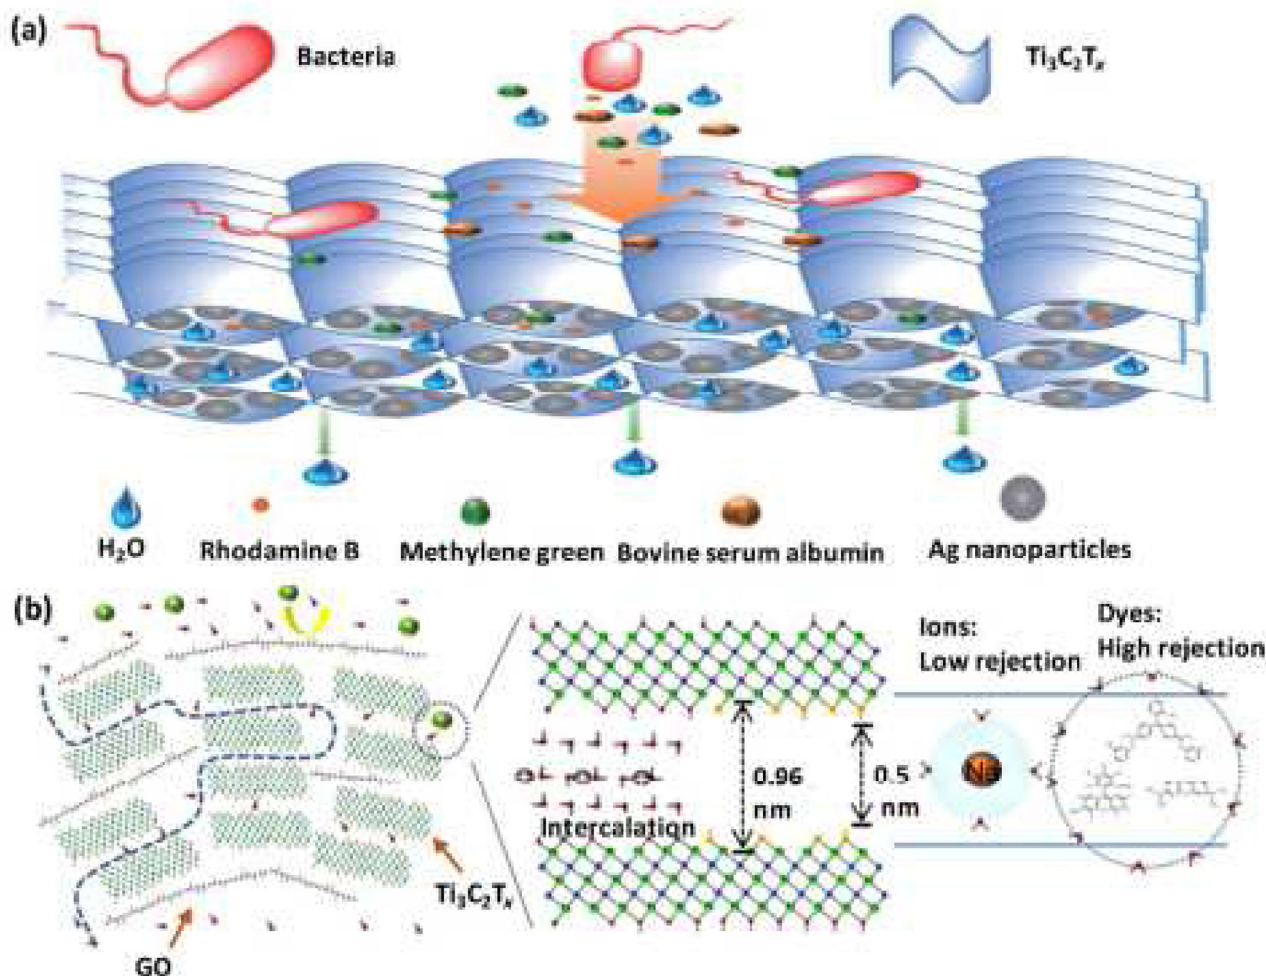 (a)
Bacteria
Ti₃C₂Tₓ
H₂O
Rhodamine B
Methylene green
Bovine serum albumin
Ag nanoparticles
(b)
Ions:
Low rejection
Dyes:
High rejection
0.96
nm
0.5
nm
Intercalation
Na
Ti₃C₂Tₓ
GO